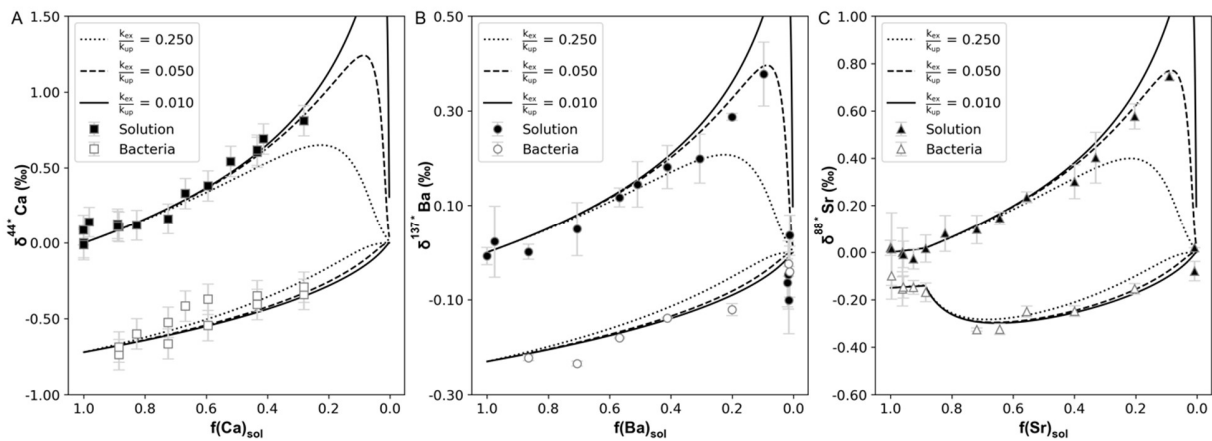 A
δ⁴⁴* Ca (‰)
1.50
1.00
0.50
0.00
-0.50
-1.00
k_ex/k_up = 0.250
k_ex/k_up = 0.050
k_ex/k_up = 0.010
Solution
Bacteria
1.0 0.8 0.6 0.4 0.2 0.0
f(Ca)sol
B
δ¹³⁷* Ba (‰)
0.50
0.30
0.10
-0.10
-0.30
k_ex/k_up = 0.250
k_ex/k_up = 0.050
k_ex/k_up = 0.010
Solution
Bacteria
1.0 0.8 0.6 0.4 0.2 0.0
f(Ba)sol
C
δ⁸⁸* Sr (‰)
1.00
0.80
0.60
0.40
0.20
0.00
-0.20
-0.40
-0.60
k_ex/k_up = 0.250
k_ex/k_up = 0.050
k_ex/k_up = 0.010
Solution
Bacteria
1.0 0.8 0.6 0.4 0.2 0.0
f(Sr)sol